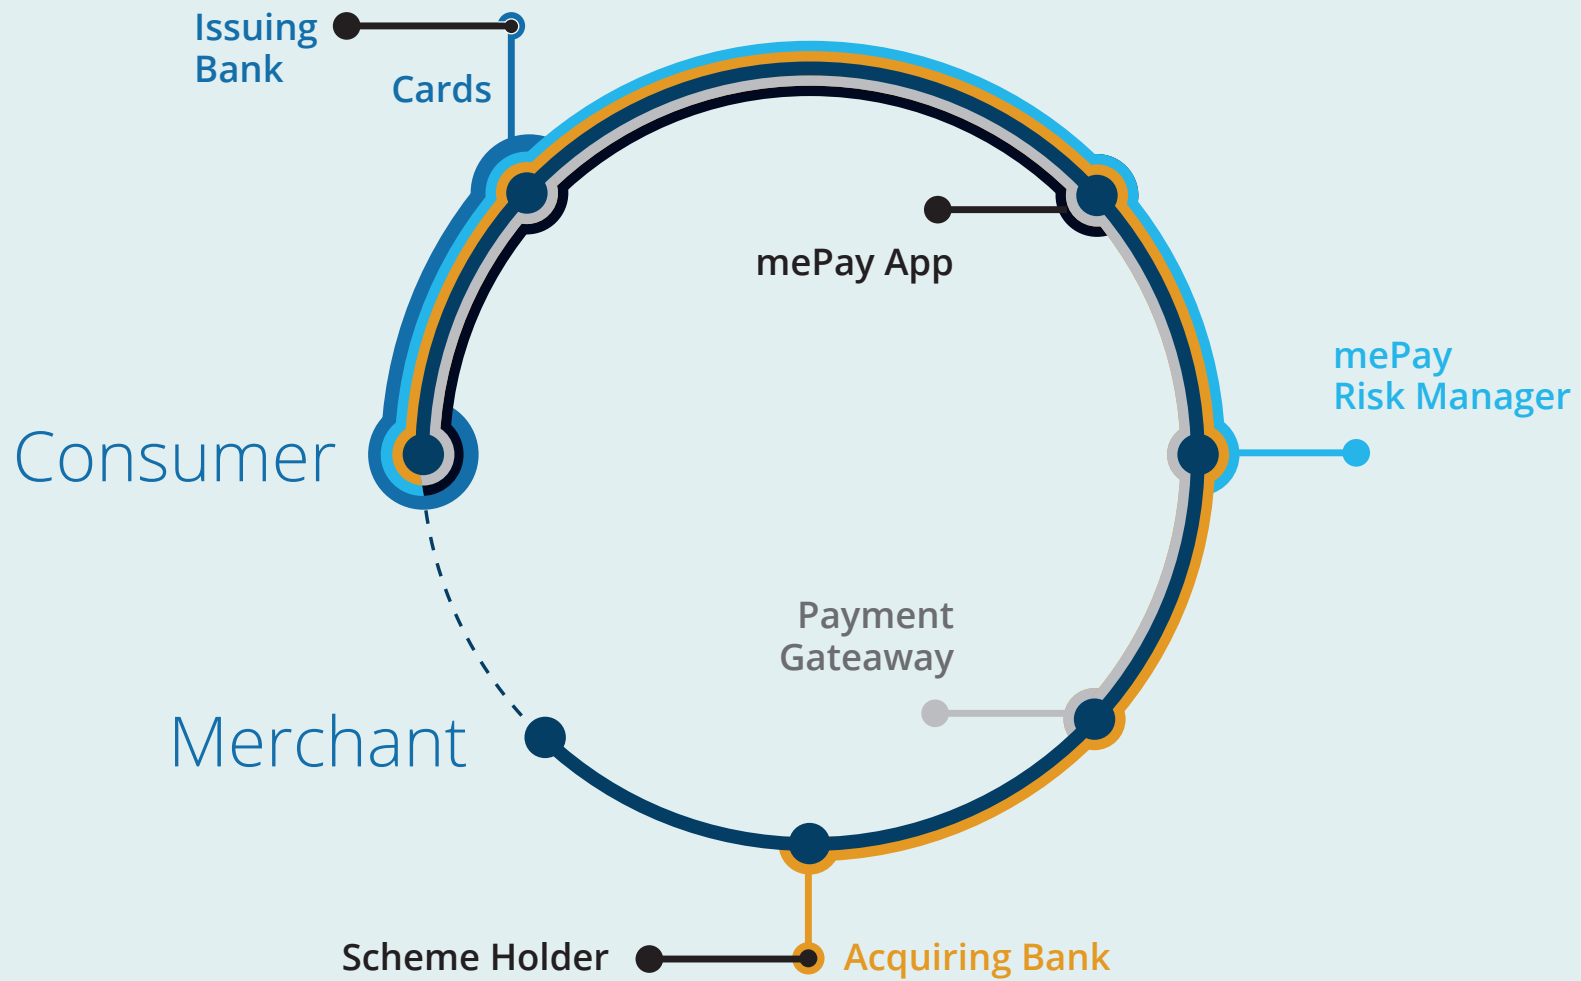 Issuing
Bank
Cards
mePay App
mePay
Risk Manager
Consumer
Payment
Gateaway
Merchant
Scheme Holder
Acquiring Bank